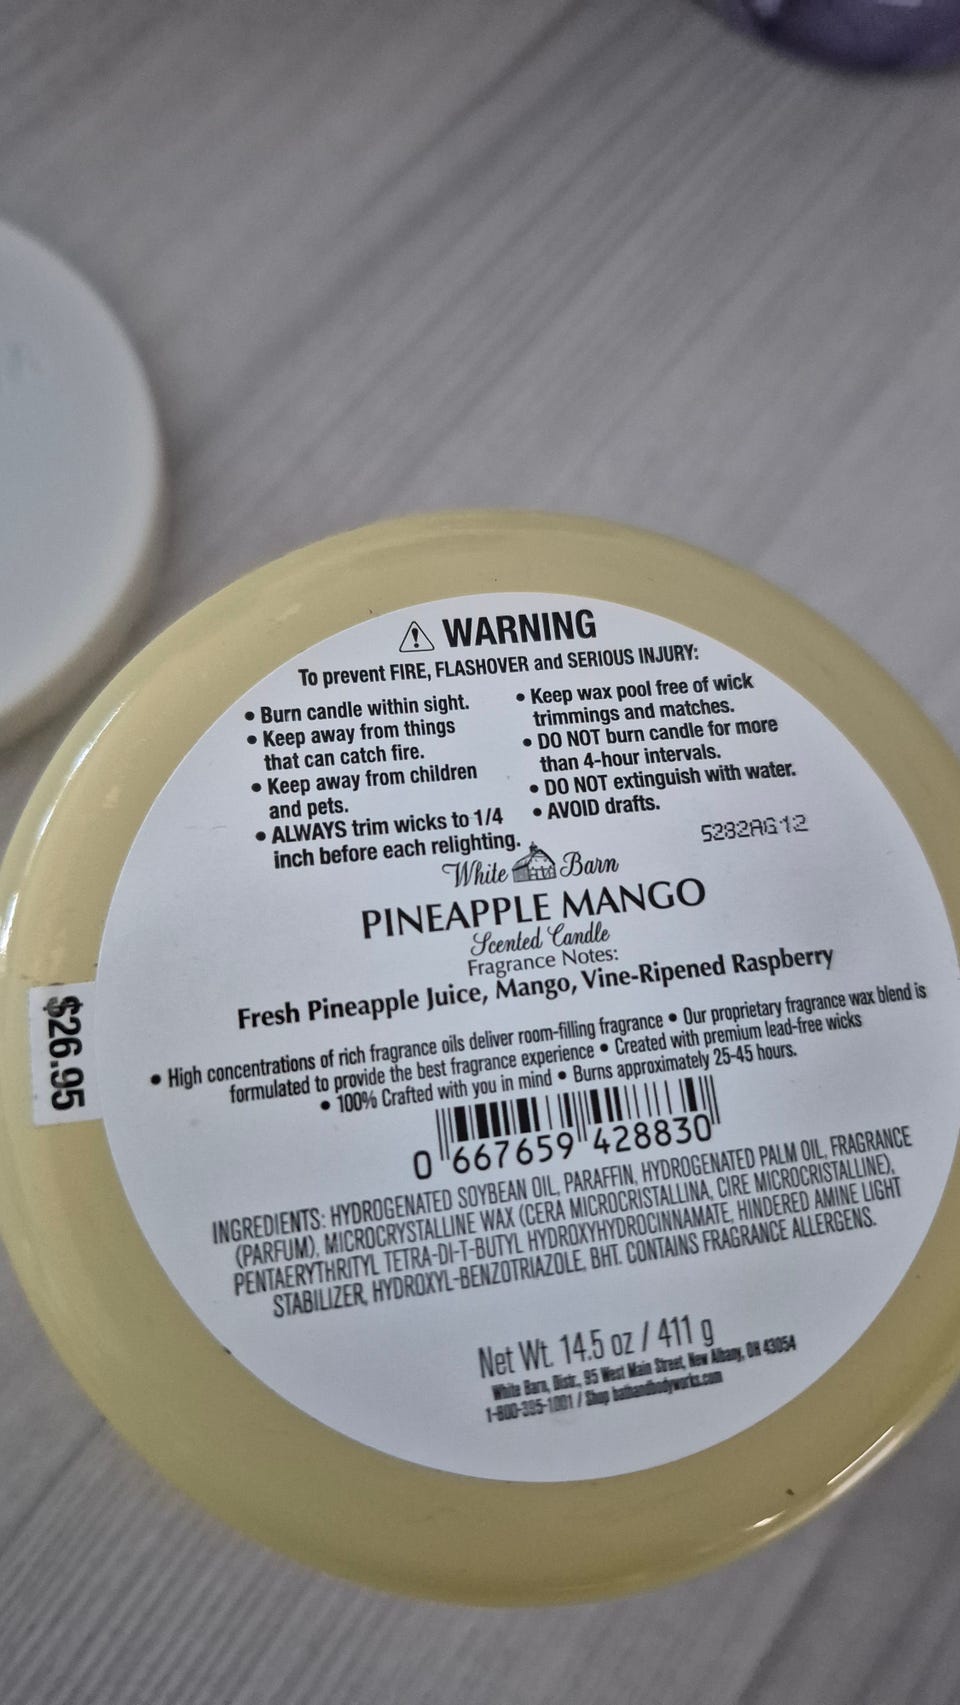 ⚠ WARNING
To prevent FIRE, FLASHOVER and SERIOUS INJURY:
• Burn candle within sight.
• Keep away from things
that can catch fire.
• Keep away from children
and pets.
• ALWAYS trim wicks to 1/4
inch before each relighting.
• Keep wax pool free of wick
trimmings and matches.
• DO NOT burn candle for more
than 4-hour intervals.
• DO NOT extinguish with water.
• AVOID drafts.
5282AG12
White Barn
PINEAPPLE MANGO
Scented Candle
Fragrance Notes:
Fresh Pineapple Juice, Mango, Vine-Ripened Raspberry
• High concentrations of rich fragrance oils deliver room-filling fragrance • Our proprietary fragrance wax blend is
formulated to provide the best fragrance experience • Created with premium lead-free wicks
• 100% Crafted with you in mind • Burns approximately 25-45 hours.
$26.95
0 667659 428830
INGREDIENTS: HYDROGENATED SOYBEAN OIL, PARAFFIN, HYDROGENATED PALM OIL, FRAGRANCE
(PARFUM), MICROCRYSTALLINE WAX (CERA MICROCRISTALLINA, CIRE MICROCRISTALLINE),
PENTAERYTHRITYL TETRA-DI-T-BUTYL HYDROXYHYDROCINNAMATE, HINDERED AMINE LIGHT
STABILIZER, HYDROXYL-BENZOTRIAZOLE, BHT. CONTAINS FRAGRANCE ALLERGENS.
Net Wt. 14.5 oz / 411 g
White Barn, Distr., 95 West Main Street, New Albany, OH 43054
1-800-395-1001 / Shop bathandbodyworks.com